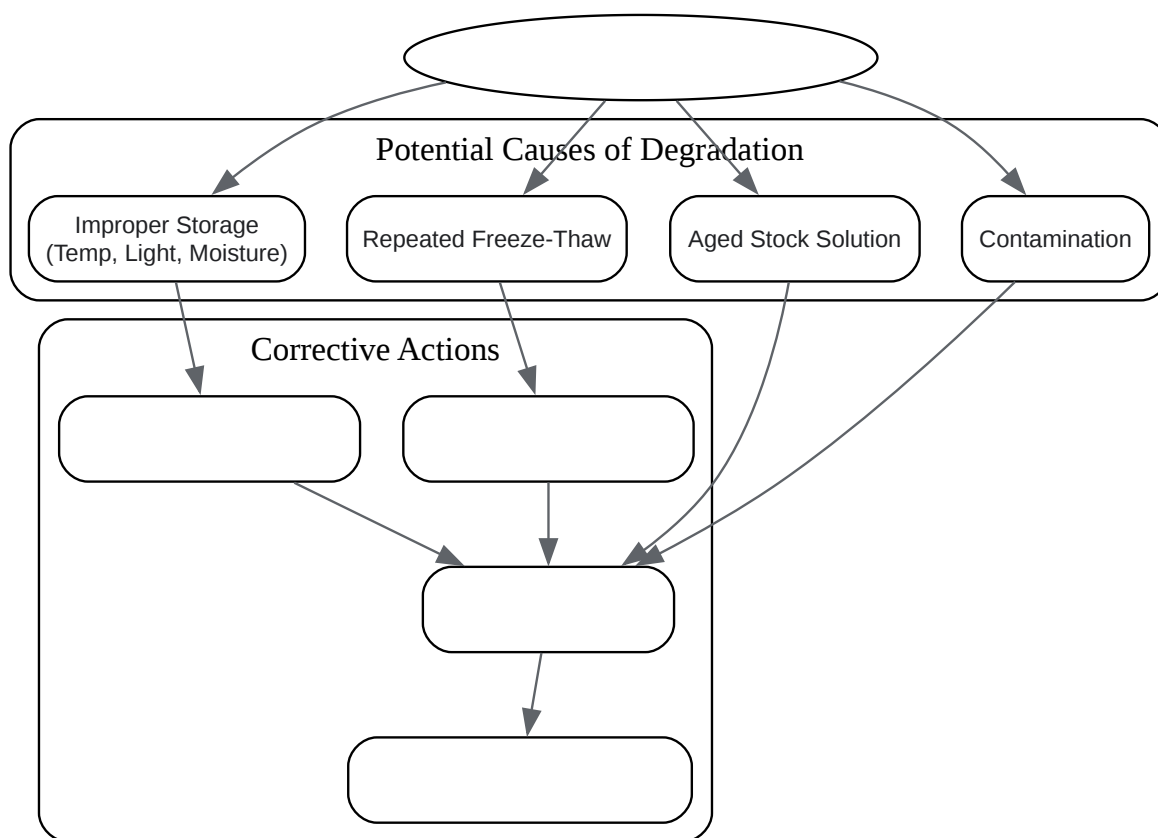 Potential Causes of Degradation
Improper Storage
(Temp, Light, Moisture)
Repeated Freeze-Thaw
Aged Stock Solution
Contamination
Corrective Actions